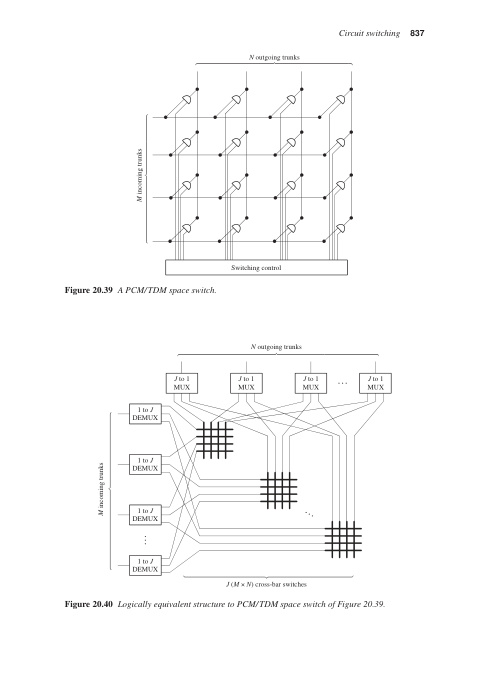 Circuit switching 837
N outgoing trunks
M incoming trunks
Switching control
Figure 20.39 A PCM/TDM space switch.
N outgoing trunks
J to 1
MUX
J to 1
MUX
J to 1
MUX
...
J to 1
MUX
M incoming trunks
1 to J
DEMUX
1 to J
DEMUX
1 to J
DEMUX
1 to J
DEMUX
J (M × N) cross-bar switches
Figure 20.40 Logically equivalent structure to PCM/TDM space switch of Figure 20.39.